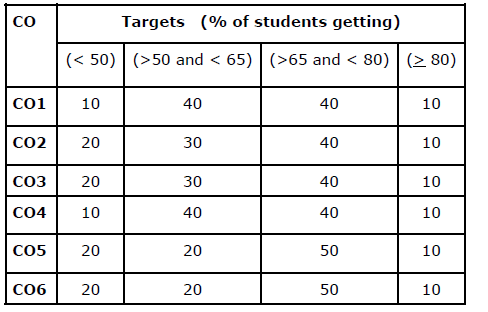 CO Targets (% of students getting)
(< 50) (>50 and < 65) (>65 and < 80) (≥ 80)
CO1 10 40 40 10
CO2 20 30 40 10
CO3 20 30 40 10
CO4 10 40 40 10
CO5 20 20 50 10
CO6 20 20 50 10